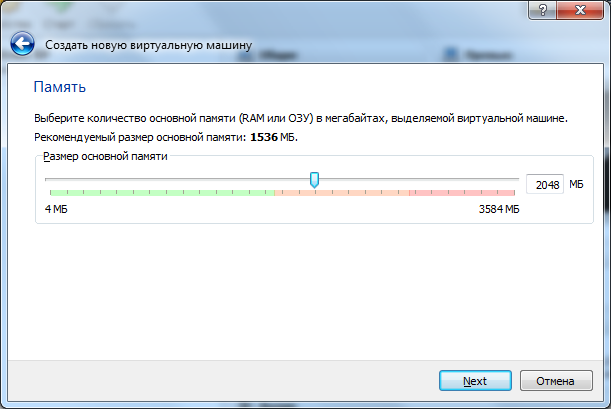 Создать новую виртуальную машину
Память
Выберите количество основной памяти (RAM или ОЗУ) в мегабайтах, выделяемой виртуальной машине.
Рекомендуемый размер основной памяти: 1536 МБ.
Размер основной памяти
2048 МБ
4 МБ 3584 МБ
Next Отмена